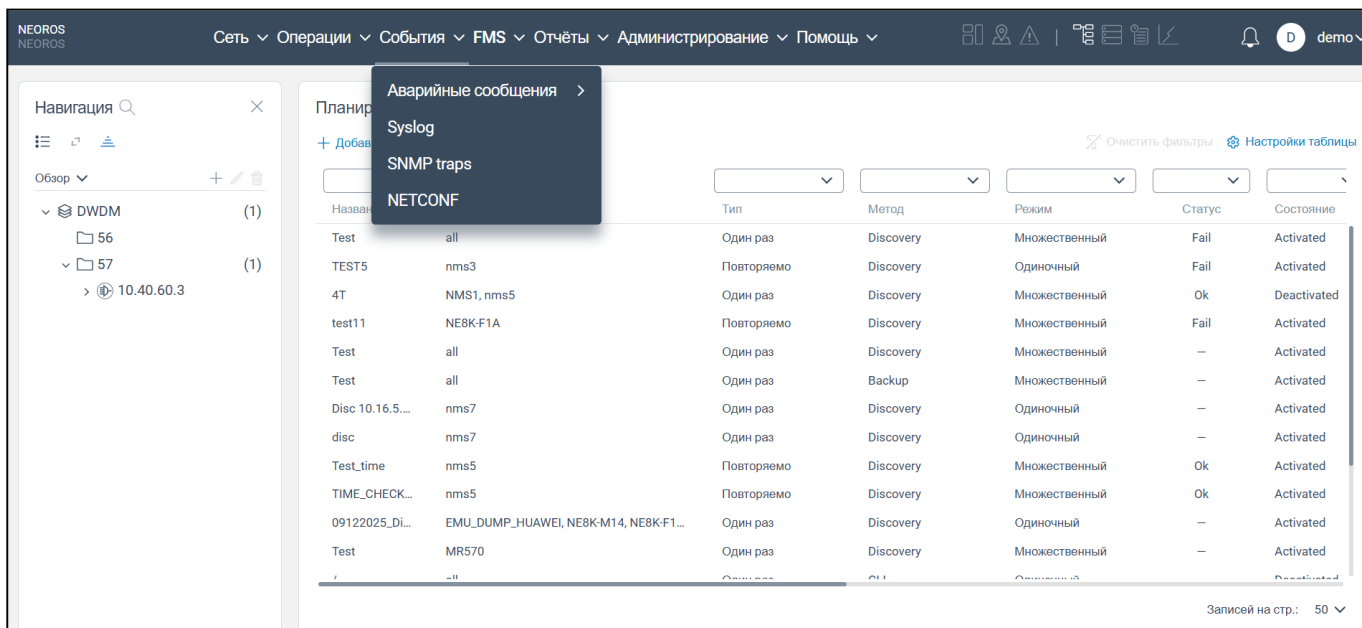 NEOROS
NEOROS
Сеть Операции События FMS Отчёты Администрирование Помощь
D demo
Навигация
Обзор
DWDM (1)
56
57 (1)
10.40.60.3
Аварийные сообщения
Syslog
SNMP traps
NETCONF
Планир
Добав
Очистить фильтры Настройки таблицы
Назван Тип Метод Режим Статус Состояние
Test all Один раз Discovery Множественный Fail Activated
TEST5 nms3 Повторяемо Discovery Одиночный Fail Activated
4T NMS1, nms5 Один раз Discovery Множественный Ok Deactivated
test11 NE8K-F1A Повторяемо Discovery Множественный Fail Activated
Test all Один раз Discovery Множественный — Activated
Test all Один раз Backup Множественный — Activated
Disc 10.16.5.... nms7 Один раз Discovery Одиночный — Activated
disc nms7 Один раз Discovery Одиночный — Activated
Test_time nms5 Повторяемо Discovery Множественный Ok Activated
TIME_CHECK... nms5 Повторяемо Discovery Множественный Ok Activated
09122025_Di... EMU_DUMP_HUAWEI, NE8K-M14, NE8K-F1... Один раз Discovery Одиночный — Activated
Test MR570 Один раз Discovery Множественный — Activated
Записей на стр.: 50